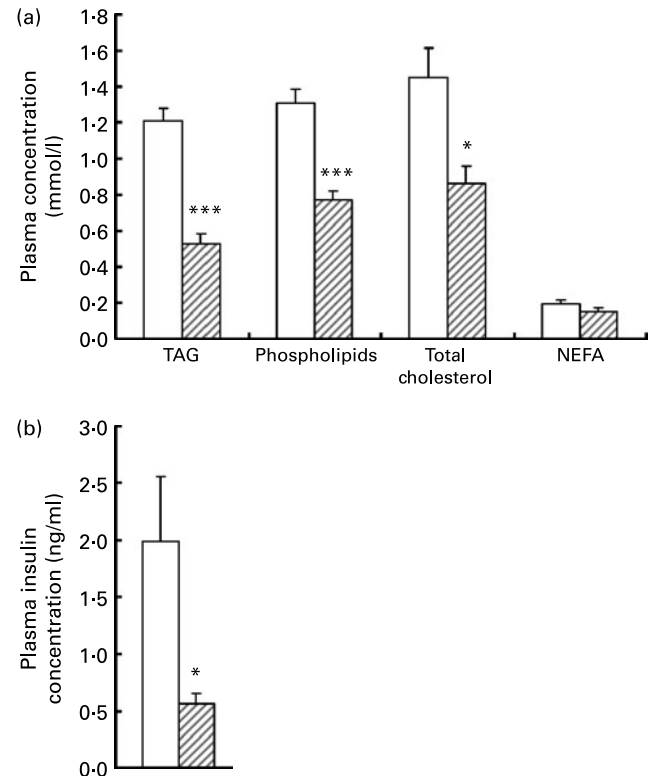 (a)
Plasma concentration
(mmol/l)
1·8
1·6
1·4
1·2
1·0
0·8
0·6
0·4
0·2
0·0
***
***
*
TAG
Phospholipids
Total
cholesterol
NEFA
(b)
Plasma insulin
concentration (ng/ml)
3·0
2·5
2·0
1·5
1·0
0·5
0·0
*